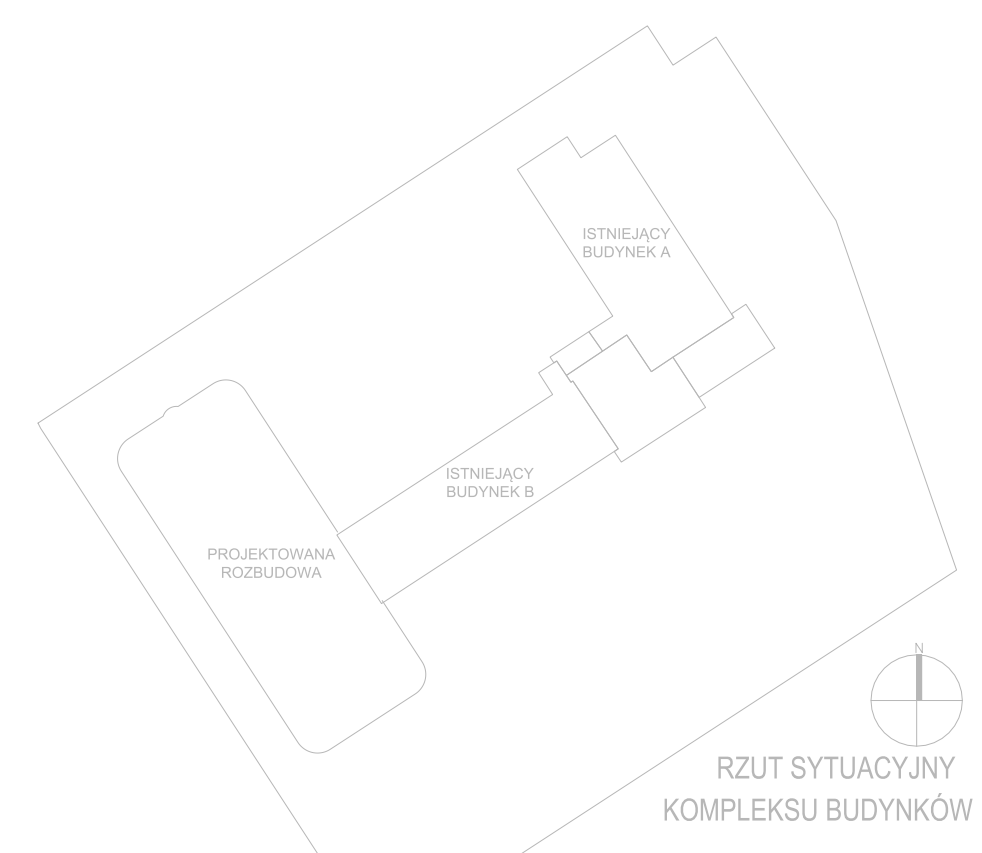 ISTNIEJĄCY
BUDYNEK A
ISTNIEJĄCY
BUDYNEK B
PROJEKTOWANA
ROZBUDOWA
N
RZUT SYTUACYJNY
KOMPLEKSU BUDYNKÓW